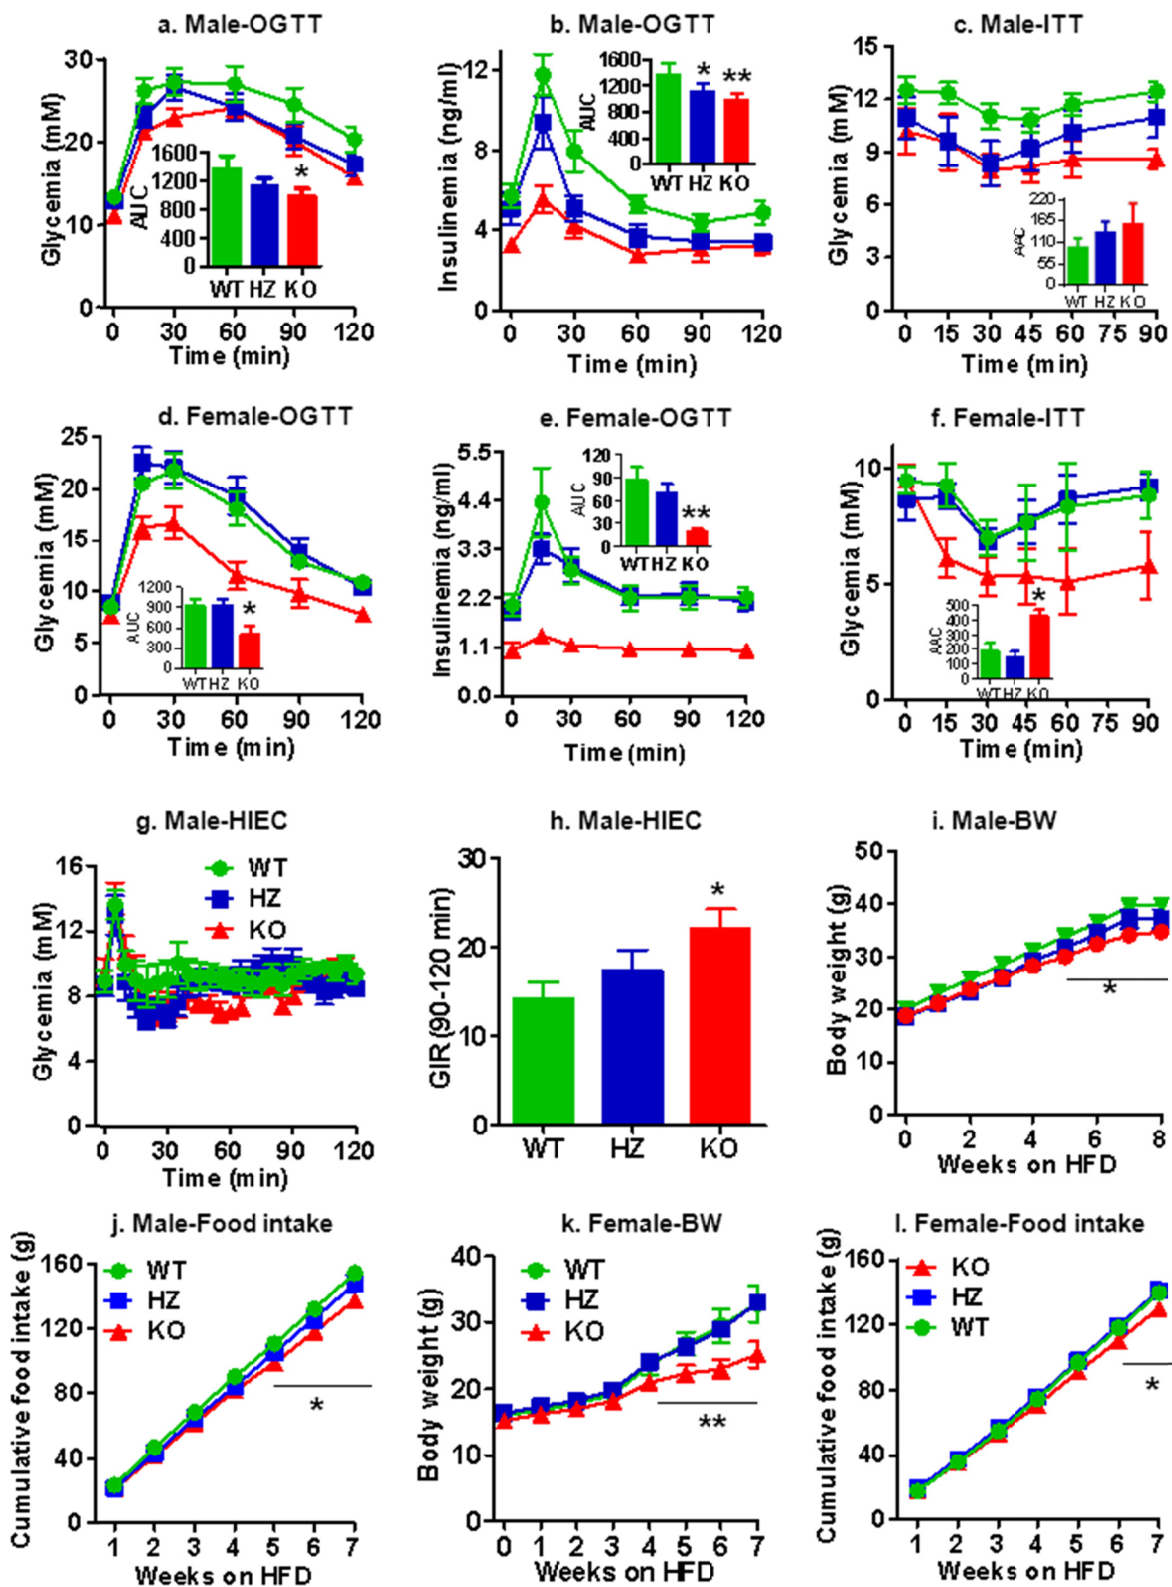 a. Male-OGTT
Glycemia (mM)
30
20
10
0
0 30 60 90 120
Time (min)
AUC
1600
1200
800
400
0
*
WT HZ KO
b. Male-OGTT
Insulinemia (ng/ml)
12
8
4
0
0 30 60 90 120
Time (min)
AUC
1600
1200
800
400
0
* **
WT HZ KO
c. Male-ITT
Glycemia (mM)
15
12
9
6
3
0
0 15 30 45 60 75 90
Time (min)
AAC
220
165
110
55
0
WT HZ KO
d. Female-OGTT
Glycemia (mM)
25
20
15
10
5
0
0 30 60 90 120
Time (min)
AUC
1200
900
600
300
0
*
WT HZ KO
e. Female-OGTT
Insulinemia (ng/ml)
5.5
4.4
3.3
2.2
1.1
0.0
0 30 60 90 120
Time (min)
AUC
120
90
60
30
0
**
WT HZ KO
f. Female-ITT
Glycemia (mM)
10
5
0
0 15 30 45 60 75 90
Time (min)
AAC
500
400
300
200
100
0
*
WT HZ KO
g. Male-HIEC
Glycemia (mM)
16
12
8
4
0
WT
HZ
KO
0 30 60 90 120
Time (min)
h. Male-HIEC
GIR (90-120 min)
30
20
10
0
*
WT HZ KO
i. Male-BW
Body weight (g)
50
40
30
20
10
0
*
0 2 4 6 8
Weeks on HFD
j. Male-Food intake
Cumulative food intake (g)
160
120
80
40
0
WT
HZ
KO
*
1 2 3 4 5 6 7
Weeks on HFD
k. Female-BW
Body weight (g)
40
30
20
10
0
WT
HZ
KO
**
0 1 2 3 4 5 6 7
Weeks on HFD
l. Female-Food intake
Cumulative food intake (g)
160
120
80
40
0
KO
HZ
WT
*
1 2 3 4 5 6 7
Weeks on HFD